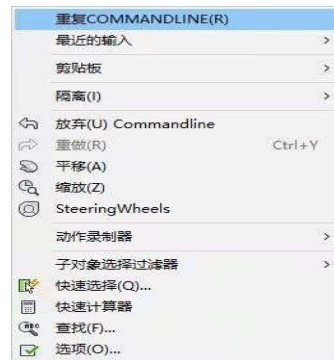 重复COMMANDLINE(R)
最近的输入
剪贴板
隔离(I)
放弃(U) Commandline
重做(R) Ctrl+Y
平移(A)
缩放(Z)
SteeringWheels
动作录制器
子对象选择过滤器
快速选择(Q)...
快速计算器
查找(F)...
选项(O)...